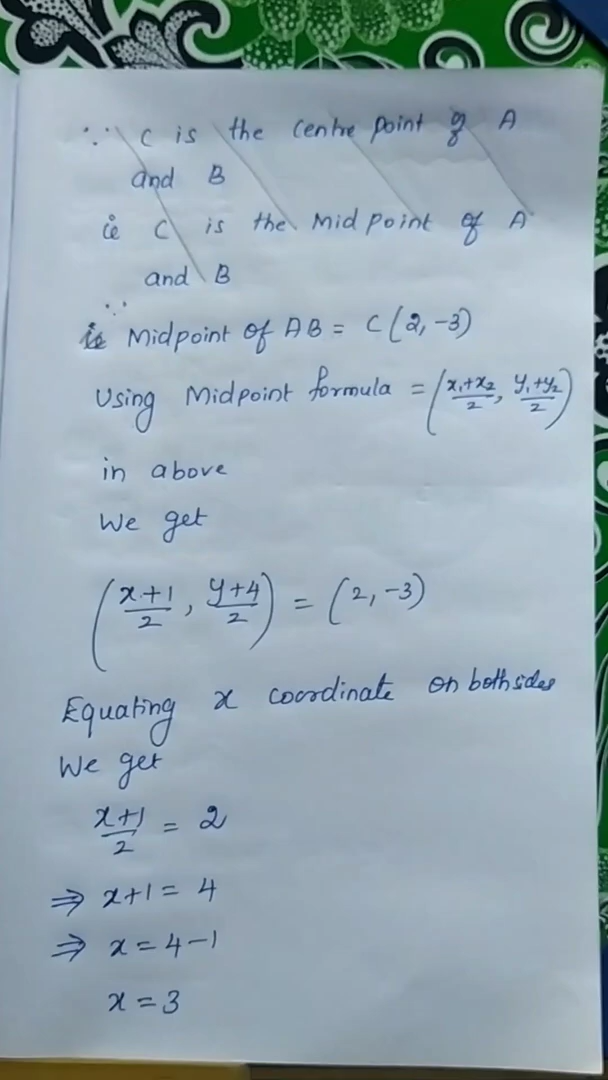 ∵ C is the Centre point of A
and B
ie C is the Mid point of A
and B
∴ Midpoint of AB = C(2, -3)
Using Midpoint formula = (x₁+x₂/2, y₁+y₂/2)
in above
We get
(x+1/2, y+4/2) = (2, -3)
Equating x coordinate on both sides
We get
x+1/2 = 2
⇒ x+1 = 4
⇒ x = 4-1
x = 3